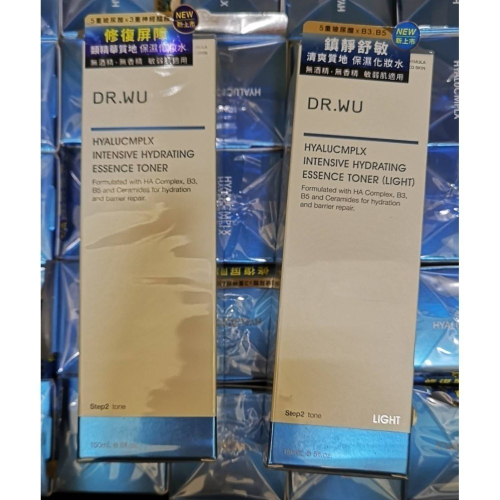 5重玻尿酸x3重神經醯胺
修復屏障
類精華質地 保濕化妝水
無酒精·無香精 敏弱肌適用
NEW
新上市
DR.WU
HYALUCMPLX
INTENSIVE HYDRATING
ESSENCE TONER
Formulated with HA Complex, B3,
B5 and Ceramides for hydration
and barrier repair.
Step2 tone
5重玻尿酸 x B3, B5
鎮靜舒敏
清爽質地 保濕化妝水
無酒精·無香精 敏弱肌適用
NEW
新上市
DR.WU
HYALUCMPLX
INTENSIVE HYDRATING
ESSENCE TONER (LIGHT)
Formulated with HA Complex, B3,
B5 and Ceramides for hydration
and barrier repair.
Step2 tone
LIGHT
HYALUCMPLX